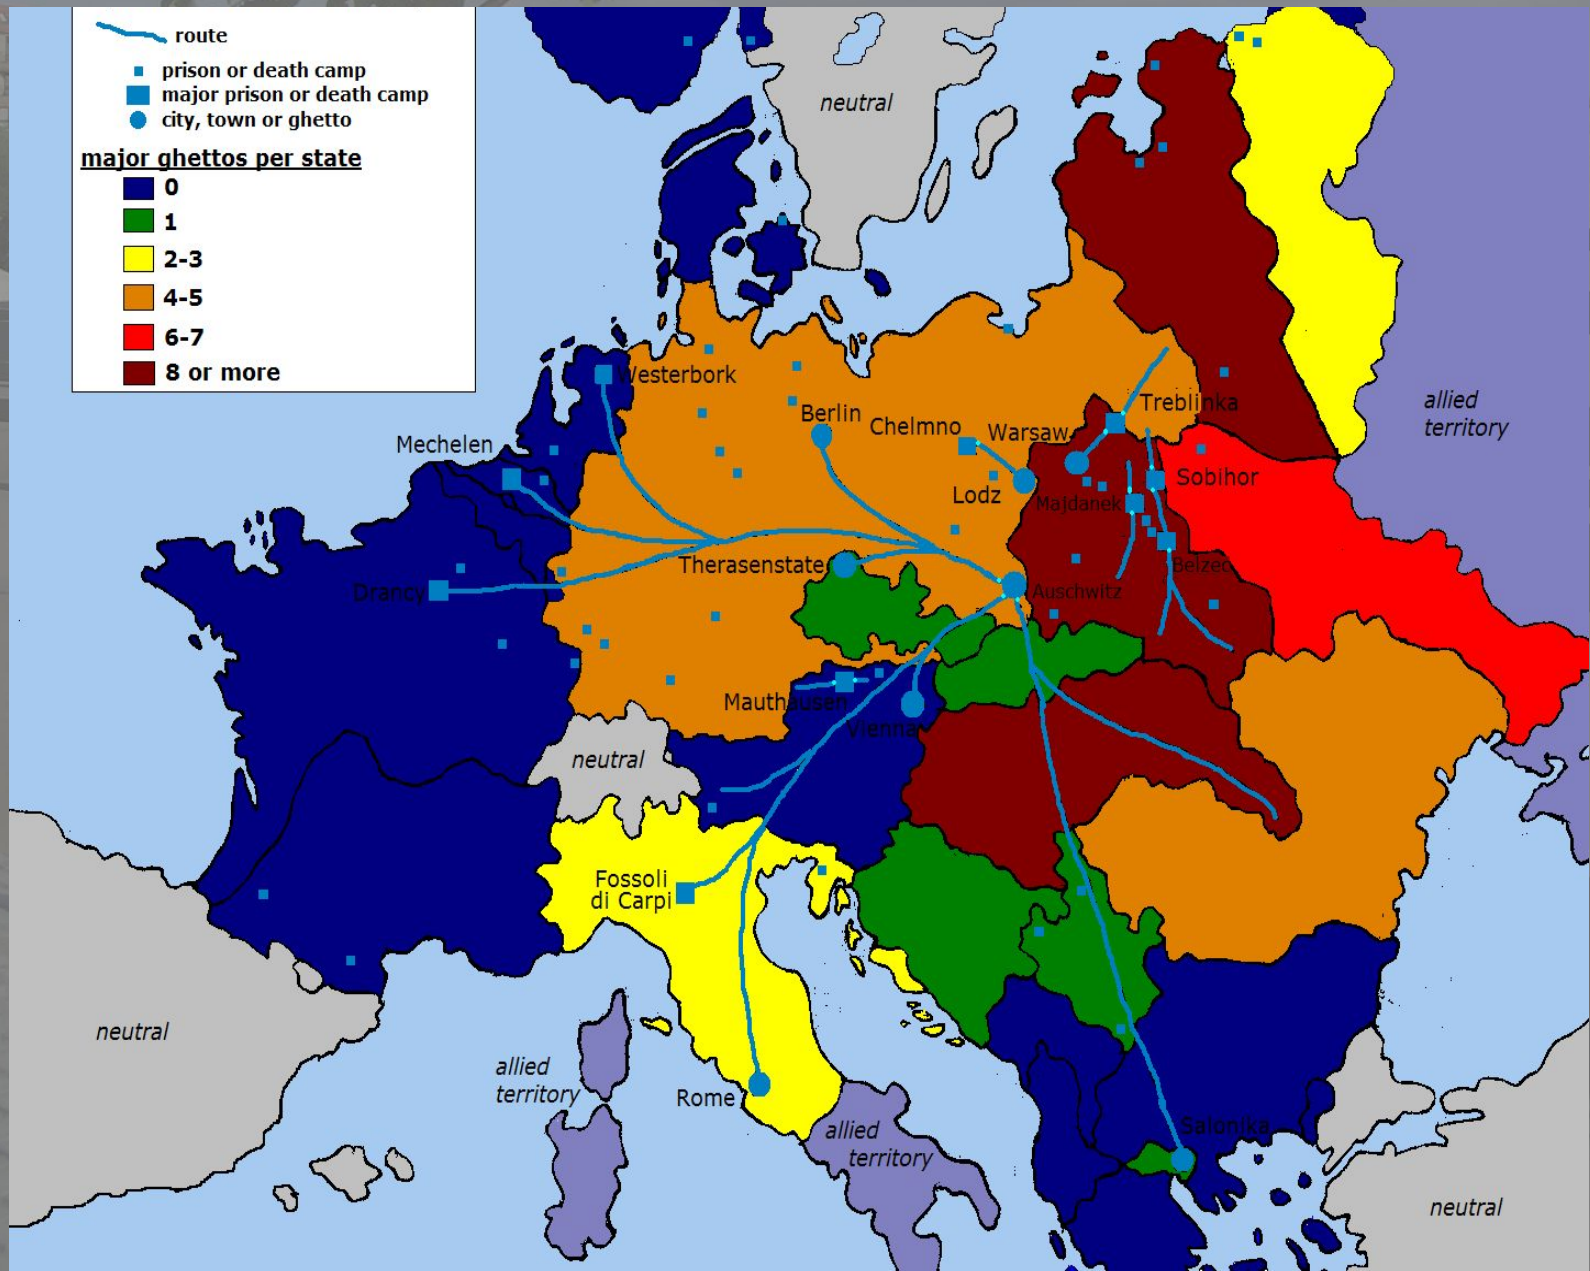 route
prison or death camp
major prison or death camp
city, town or ghetto
major ghettos per state
0
1
2-3
4-5
6-7
8 or more
neutral
allied
territory
Westerbork
Berlin
Chelmno
Warsaw
Treblinka
Mechelen
Lodz
Majdanek
Sobihor
Drancy
Therasenstate
Auschwitz
Belzec
Mauthausen
Vienna
neutral
Fossoli
di Carpi
neutral
allied
territory
Rome
allied
territory
Salonika
neutral